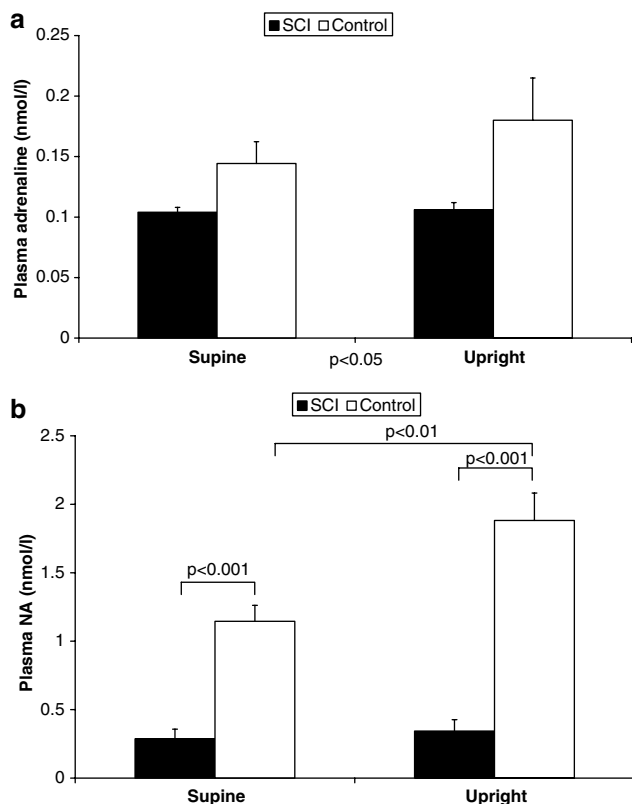 a
SCI Control
Plasma adrenaline (nmol/l)
0.25
0.2
0.15
0.1
0.05
0
Supine p<0.05 Upright
b
SCI Control
Plasma NA (nmol/l)
2.5
2
1.5
1
0.5
0
p<0.01
p<0.001
p<0.001
Supine Upright